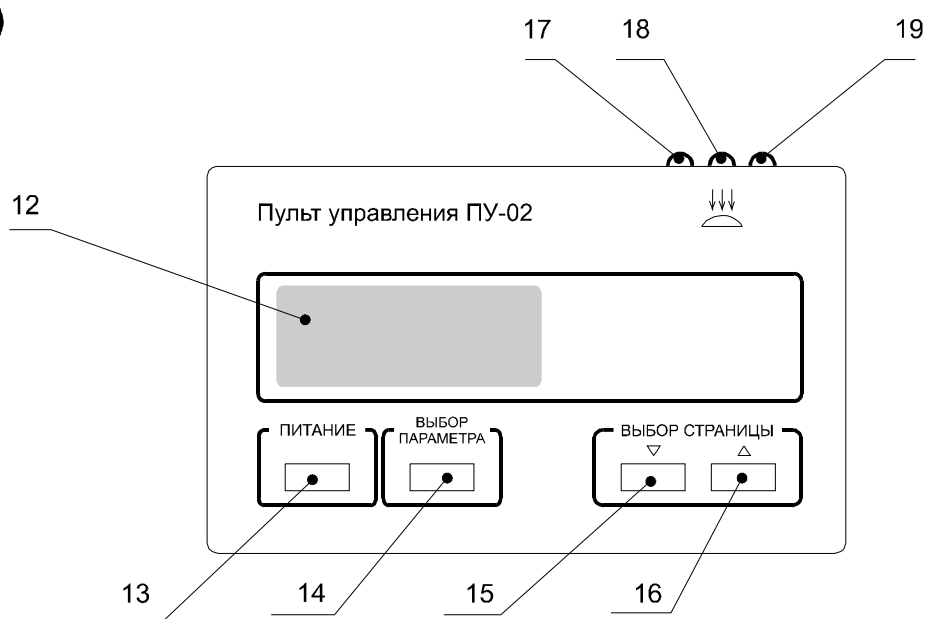 17 18 19
12
Пульт управления ПУ-02
ПИТАНИЕ
ВЫБОР
ПАРАМЕТРА
ВЫБОР СТРАНИЦЫ
13 14 15 16